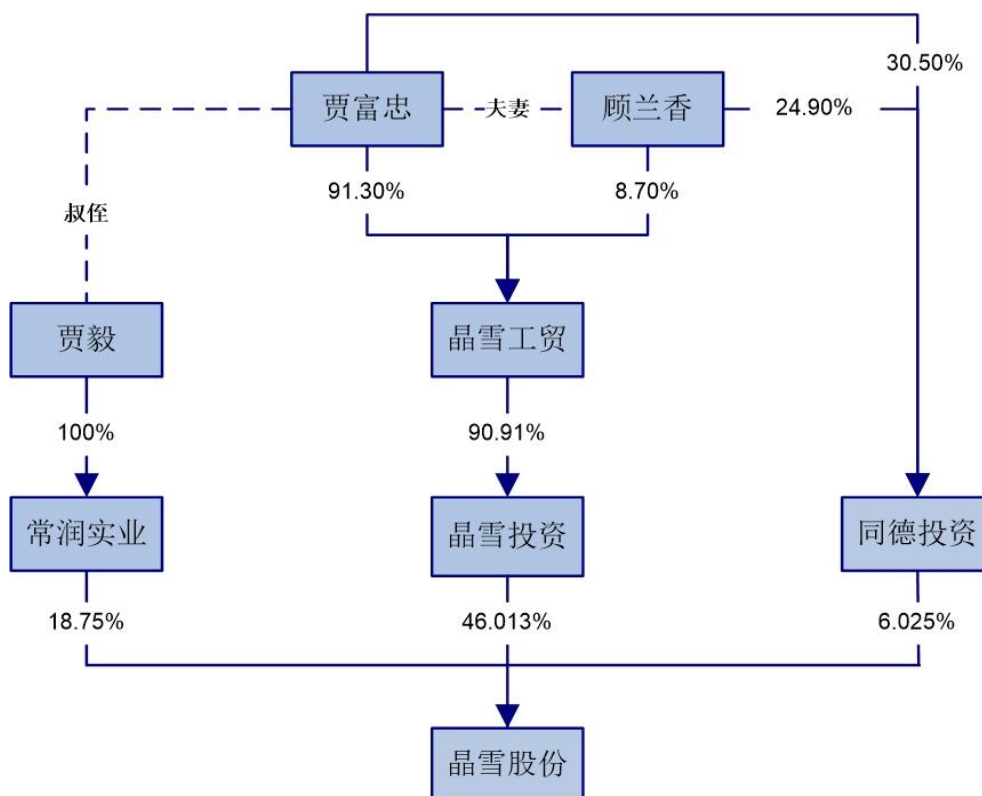 30.50%
贾富忠
夫妻
顾兰香
24.90%
91.30%
8.70%
叔侄
贾毅
晶雪工贸
100%
90.91%
常润实业
晶雪投资
同德投资
18.75%
46.013%
6.025%
晶雪股份